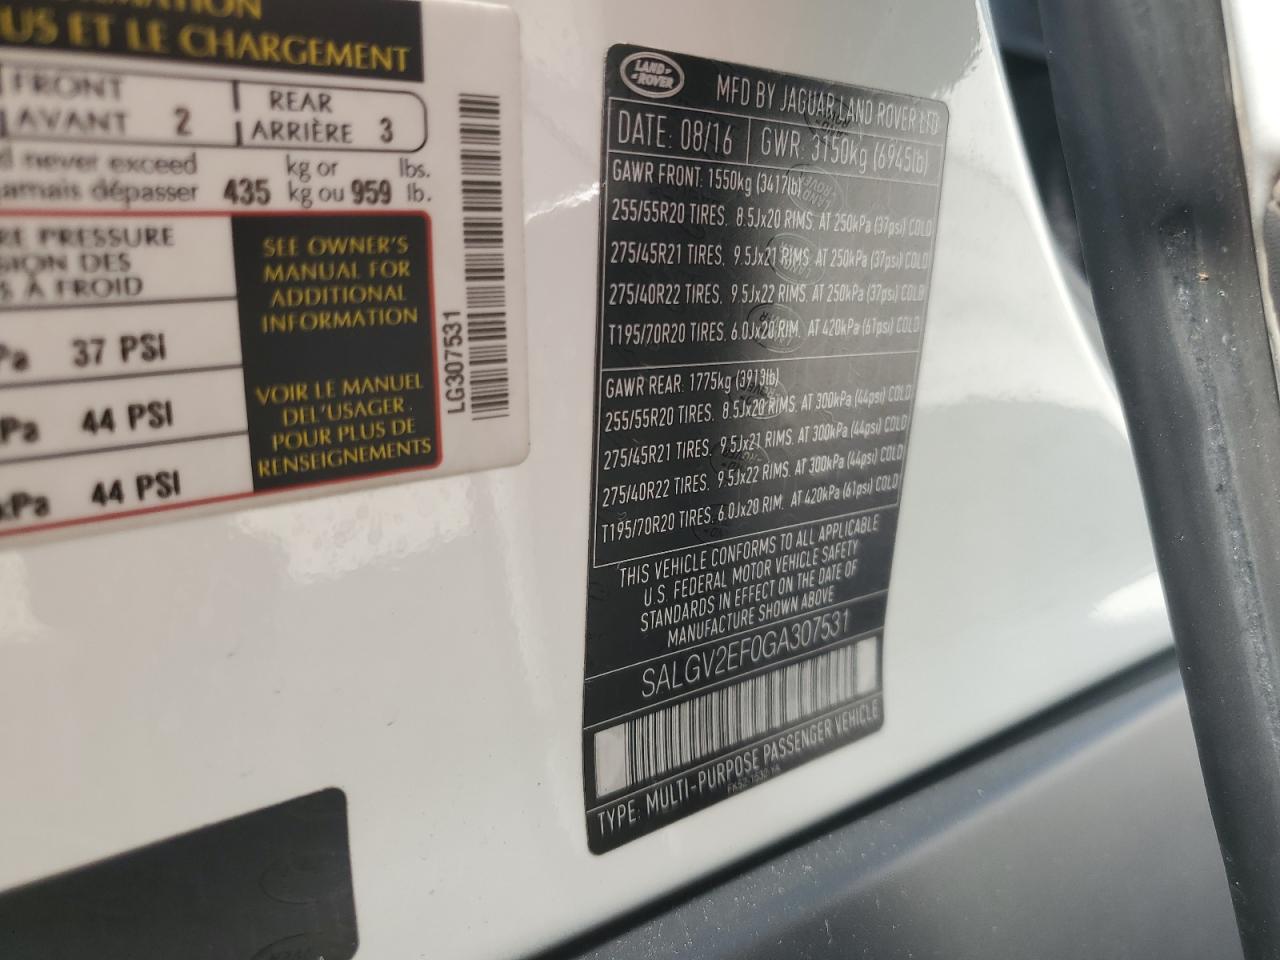 ORMATION
US ET LE CHARGEMENT
FRONT
AVANT 2
REAR
ARRIÈRE 3
d never exceed
amais dépasser 435 kg or kg ou 959 lbs. lb.
RE PRESSURE
SION DES
S À FROID
Pa 37 PSI
kPa 44 PSI
kPa 44 PSI
SEE OWNER'S
MANUAL FOR
ADDITIONAL
INFORMATION
VOIR LE MANUEL
DEL'USAGER
POUR PLUS DE
RENSEIGNEMENTS
LG307531
LAND ROVER
MFD BY JAGUAR LAND ROVER LTD
DATE: 08/16 GWR: 3150kg (6945lb)
GAWR FRONT: 1550kg (3417lb)
255/55R20 TIRES, 8.5Jx20 RIMS, AT 250kPa (37psi) COLD
275/45R21 TIRES, 9.5Jx21 RIMS, AT 250kPa (37psi) COLD
275/40R22 TIRES, 9.5Jx22 RIMS, AT 250kPa (37psi) COLD
T195/70R20 TIRES, 6.0Jx20 RIM, AT 420kPa (61psi) COLD
GAWR REAR: 1775kg (3913lb)
255/55R20 TIRES, 8.5Jx20 RIMS, AT 300kPa (44psi) COLD
275/45R21 TIRES, 9.5Jx21 RIMS, AT 300kPa (44psi) COLD
275/40R22 TIRES, 9.5Jx22 RIMS, AT 300kPa (44psi) COLD
T195/70R20 TIRES, 6.0Jx20 RIM, AT 420kPa (61psi) COLD
THIS VEHICLE CONFORMS TO ALL APPLICABLE
U.S. FEDERAL MOTOR VEHICLE SAFETY
STANDARDS IN EFFECT ON THE DATE OF
MANUFACTURE SHOWN ABOVE
SALGV2EF0GA307531
TYPE: MULTI-PURPOSE PASSENGER VEHICLE